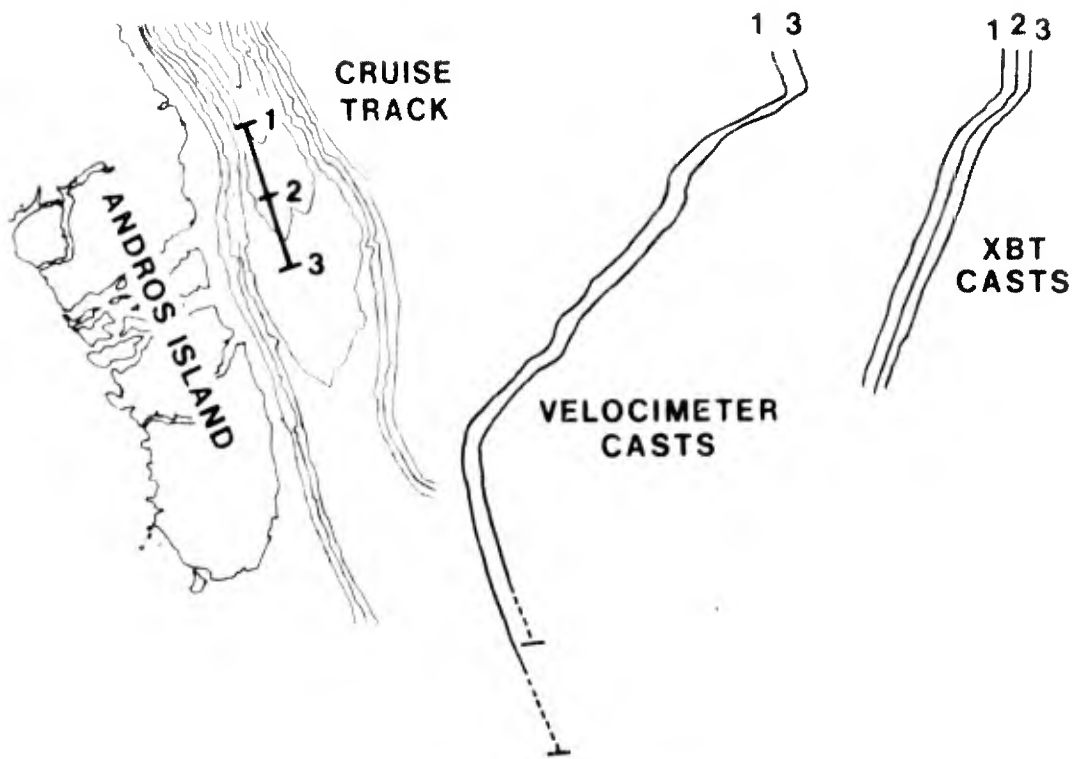 CRUISE
TRACK
1
2
3
ANDROS ISLAND
1 3
VELOCIMETER
CASTS
1 2 3
XBT
CASTS